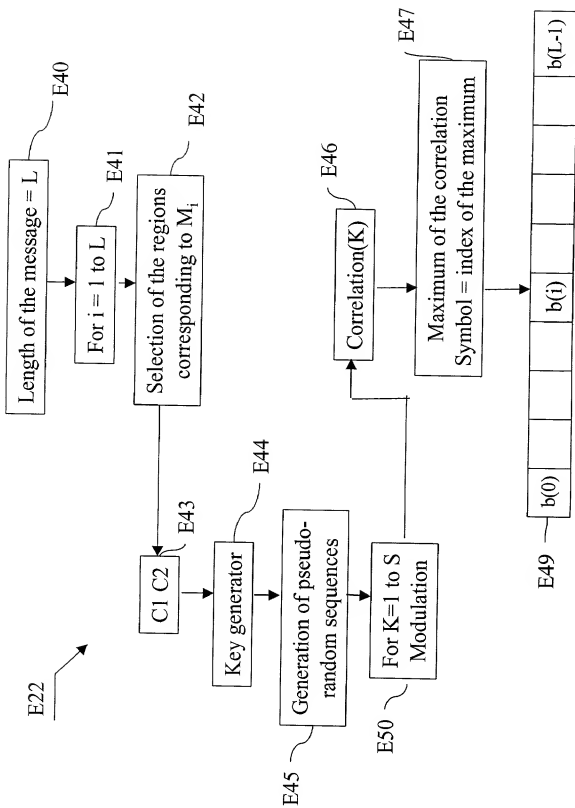 E22
Length of the message = L
E40
For i = 1 to L
E41
Selection of the regions
corresponding to Mi
E42
C1 C2
E43
Key generator
E44
Generation of pseudo-
random sequences
E45
For K=1 to S
Modulation
E50
Correlation(K)
E46
Maximum of the correlation
Symbol = index of the maximum
E47
b(0)
b(i)
b(L-1)
E49